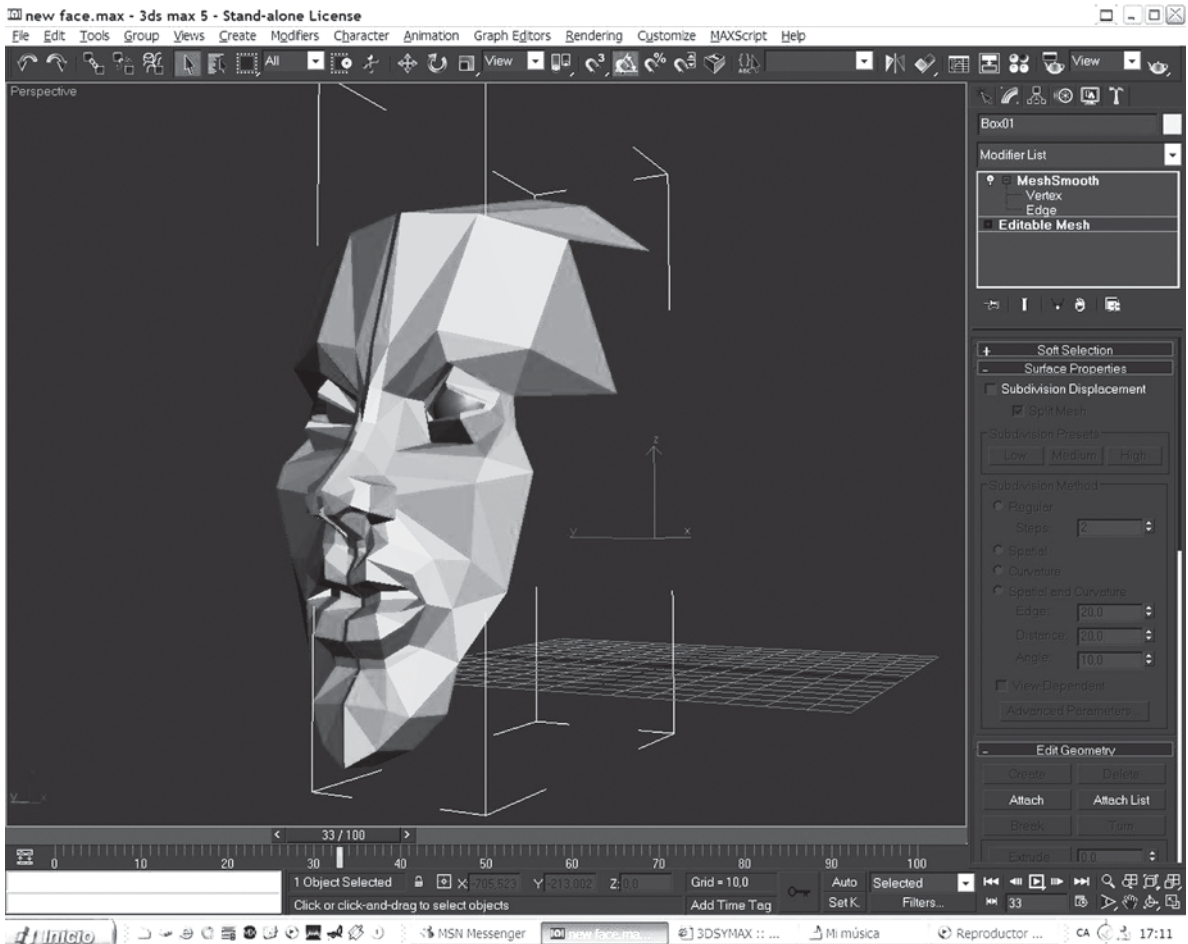 new face.max - 3ds max 5 - Stand-alone License
File Edit Tools Group Views Create Modifiers Character Animation Graph Editors Rendering Customize MAXScript Help
All View View
Perspective
Box01
Modifier List
MeshSmooth
Vertex
Edge
Editable Mesh
+ Soft Selection
- Surface Properties
Subdivision Displacement
Split Mesh
Subdivision Presets
Low Medium High
Subdivision Method
Regular
Steps: 2
Spatial
Curvature
Spatial and Curvature
Edge: 20,0
Distance: 20,0
Angle: 10,0
View-Dependent
Advanced Parameters...
- Edit Geometry
Create Delete
Attach Attach List
Break Turn
Extrude 0,0
z
y x
y x
< 33 / 100 >
0 10 20 30 40 50 60 70 80 90 100
1 Object Selected X -705,523 Y -213,002 Z 0,0 Grid = 10,0 Auto Selected
Click or click-and-drag to select objects Add Time Tag Set K. Filters... 33
Inicio MSN Messenger new face.ma... 3DSYMAX :: ... Mi música Reproductor ... CA 17:11